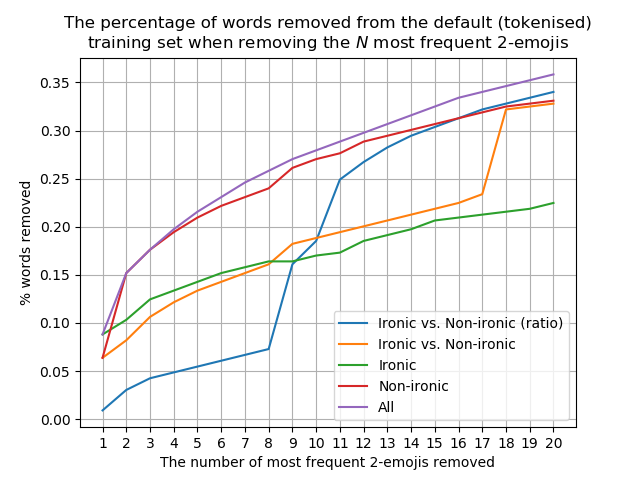 The percentage of words removed from the default (tokenised)
training set when removing the N most frequent 2-emojis
% words removed
0.35
0.30
0.25
0.20
0.15
0.10
0.05
0.00
Ironic vs. Non-ironic (ratio)
Ironic vs. Non-ironic
Ironic
Non-ironic
All
1 2 3 4 5 6 7 8 9 10 11 12 13 14 15 16 17 18 19 20
The number of most frequent 2-emojis removed